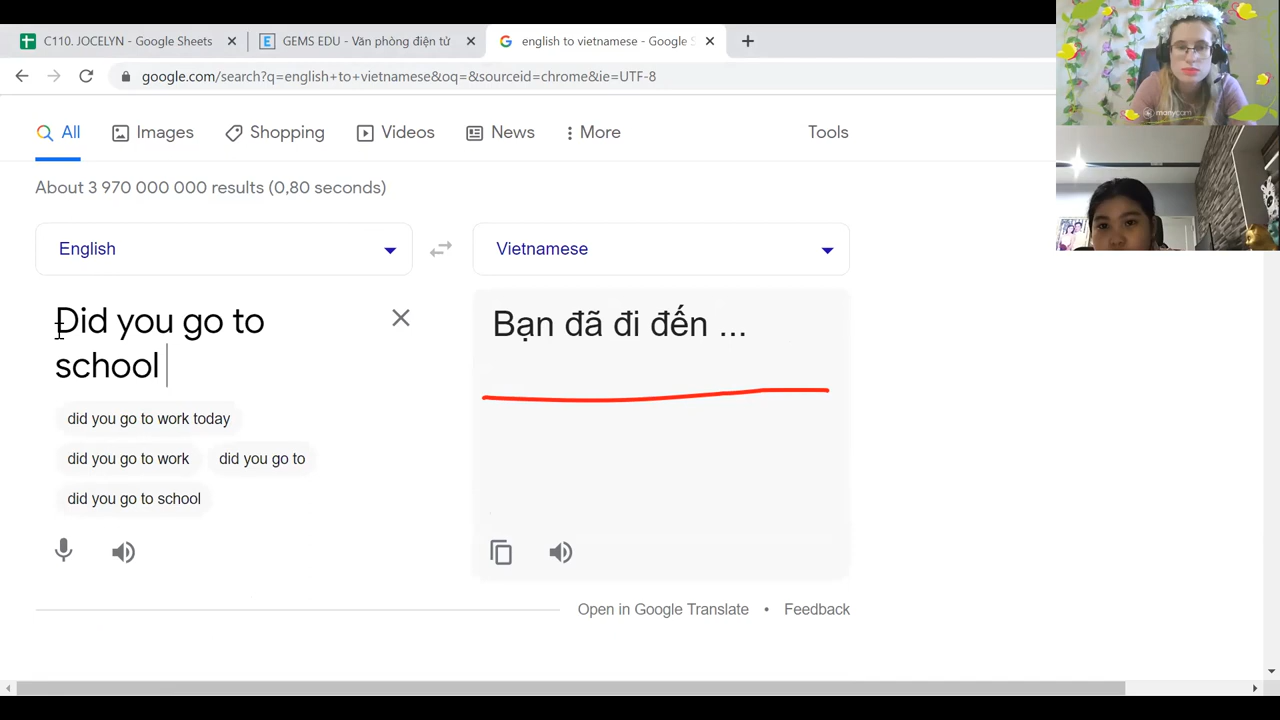 C110. JOCELYN - Google Sheets
GEMS EDU - Văn phòng điện tử
english to vietnamese - Google S
google.com/search?q=english+to+vietnamese&oq=&sourceid=chrome&ie=UTF-8
All Images Shopping Videos News More Tools
About 3 970 000 000 results (0,80 seconds)
English
Vietnamese
Did you go to
school
Bạn đã đi đến ...
did you go to work today
did you go to work
did you go to
did you go to school
Open in Google Translate • Feedback
manycam